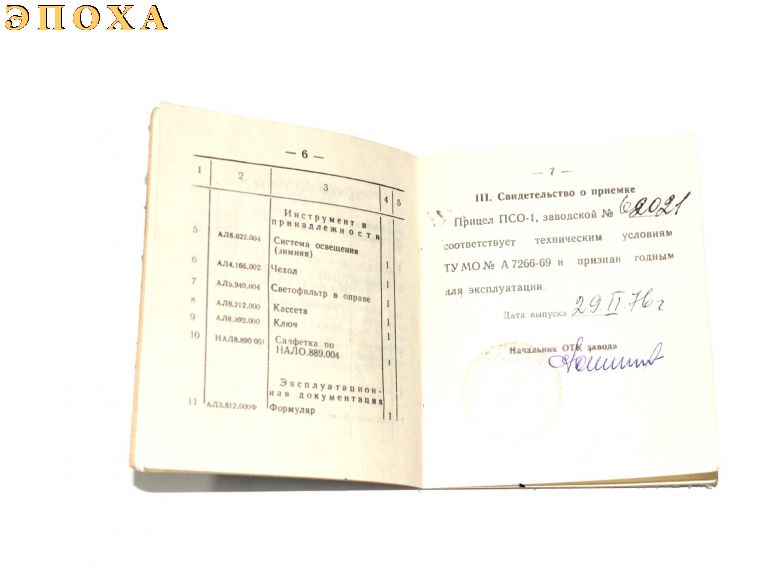 ЭПОХА
— 6 —
1 2 3 4 5
Инструмент и
принадлежности
5 АЛ6.622.004 Система освещения
(зимняя) 1
6 АЛ4.166.002 Чехол 1
7 АЛ5.940.004 Светофильтр в оправе 1
8 АЛ8.212.000 Кассета 1
9 АЛ8.392.000 Ключ 1
10 НАЛ8.890 004 Салфетка по
НАЛО.889.004 1
Эксплуатацион-
ная документация
11 АЛ3.812.000Ф Формуляр 1
— 7 —
III. Свидетельство о приемке
Прицел ПСО-1, заводской № 62021
соответствует техническим условиям
ТУ МО № А 7266-69 и признан годным
для эксплуатации.
Дата выпуска 29 II 76 г
Начальник ОТК завода